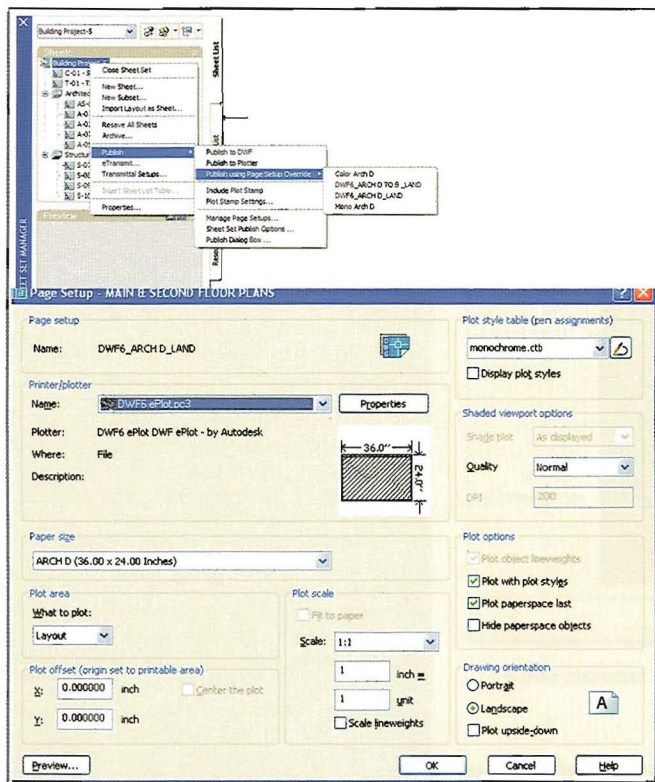 Building Project-5
Sheets
Building Project-5
C-01 - S
T-01 - T
Architect
AS-
A-0
A-0
A-0
A-0
Structur
S-0
S-0
S-0
S-1
Preview
SHEET SET MANAGER
Sheet List
List
Reso
Close Sheet Set
New Sheet...
New Subset...
Import Layout as Sheet...
Resave All Sheets
Archive...
Publish
eTransmit...
Transmittal Setups...
Insert Sheet List Table...
Properties...
Publish to DWF
Publish to Plotter
Publish using Page Setup Override
Include Plot Stamp
Plot Stamp Settings...
Manage Page Setups...
Sheet Set Publish Options ...
Publish Dialog Box ...
Color Arch D
DWF6_ARCH D TO B _LAND
DWF6_ARCH D_LAND
Mono Arch D
Page Setup - MAIN & SECOND FLOOR PLANS
Page setup
Name: DWF6_ARCH D_LAND
Printer/plotter
Name: DWF6 ePlot.pc3 Properties
Plotter: DWF6 ePlot DWF ePlot - by Autodesk
Where: File
Description:
36.0''
24.0''
Paper size
ARCH D (36.00 x 24.00 Inches)
Plot area
What to plot:
Layout
Plot offset (origin set to printable area)
X: 0.000000 inch Center the plot
Y: 0.000000 inch
Plot scale
Fit to paper
Scale: 1:1
1 inch =
1 unit
Scale lineweights
Plot style table (pen assignments)
monochrome.ctb
Display plot styles
Shaded viewport options
Shade plot As displayed
Quality Normal
DPI
Plot options
Plot object lineweights
Plot with plot styles
Plot paperspace last
Hide paperspace objects
Drawing orientation
Portrait
Landscape
Plot upside-down
A
Preview... OK Cancel Help